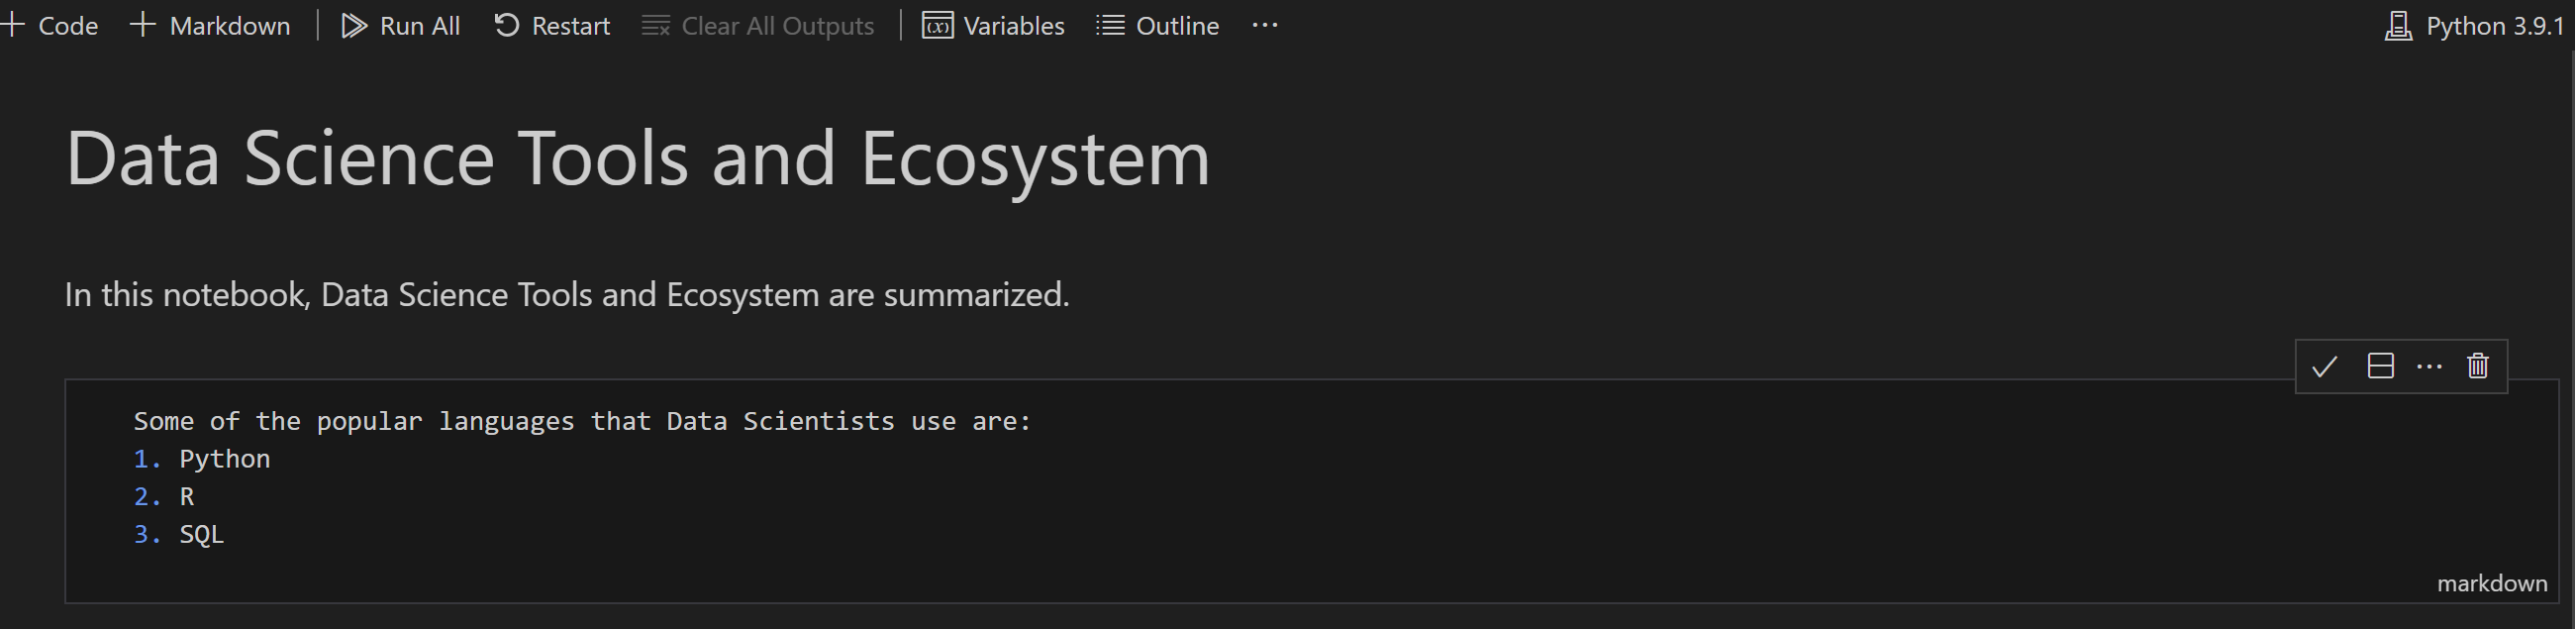 Code Markdown Run All Restart Clear All Outputs (x) Variables Outline ... Python 3.9.1
Data Science Tools and Ecosystem
In this notebook, Data Science Tools and Ecosystem are summarized.
Some of the popular languages that Data Scientists use are:
1. Python
2. R
3. SQL
markdown